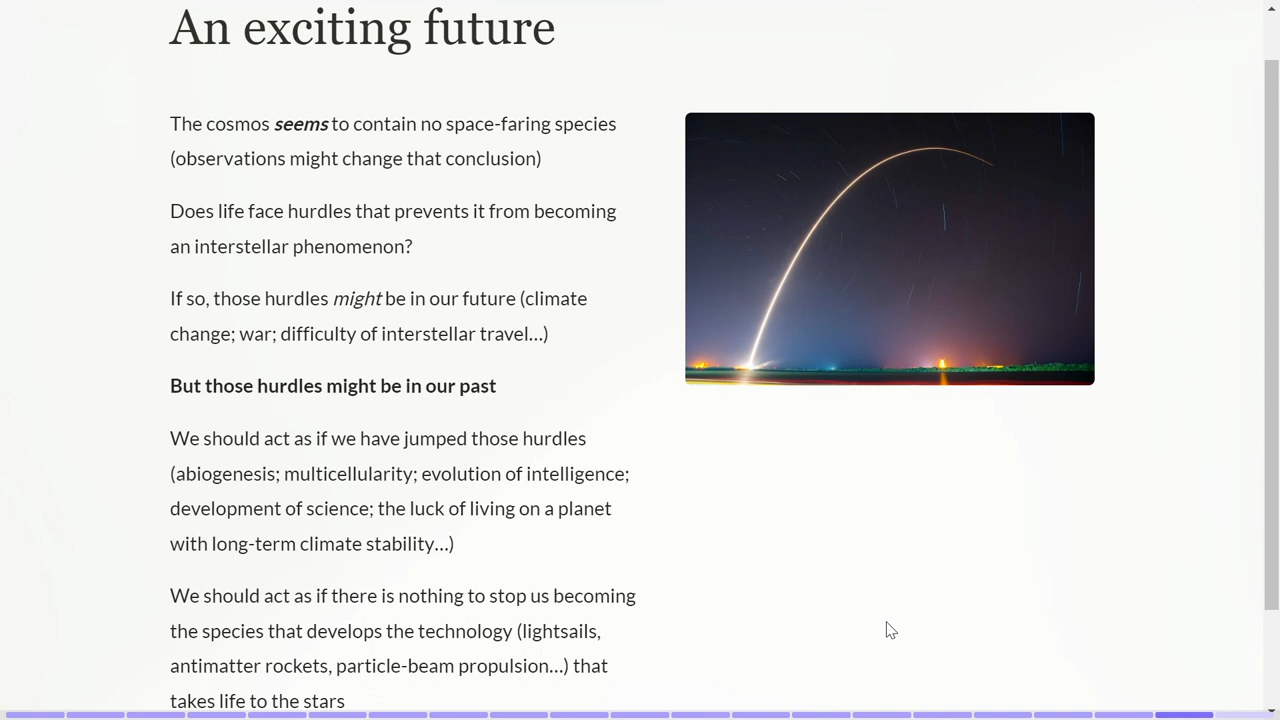 An exciting future
The cosmos seems to contain no space-faring species
(observations might change that conclusion)
Does life face hurdles that prevents it from becoming
an interstellar phenomenon?
If so, those hurdles might be in our future (climate
change; war; difficulty of interstellar travel…)
But those hurdles might be in our past
We should act as if we have jumped those hurdles
(abiogenesis; multicellularity; evolution of intelligence;
development of science; the luck of living on a planet
with long-term climate stability…)
We should act as if there is nothing to stop us becoming
the species that develops the technology (lightsails,
antimatter rockets, particle-beam propulsion…) that
takes life to the stars